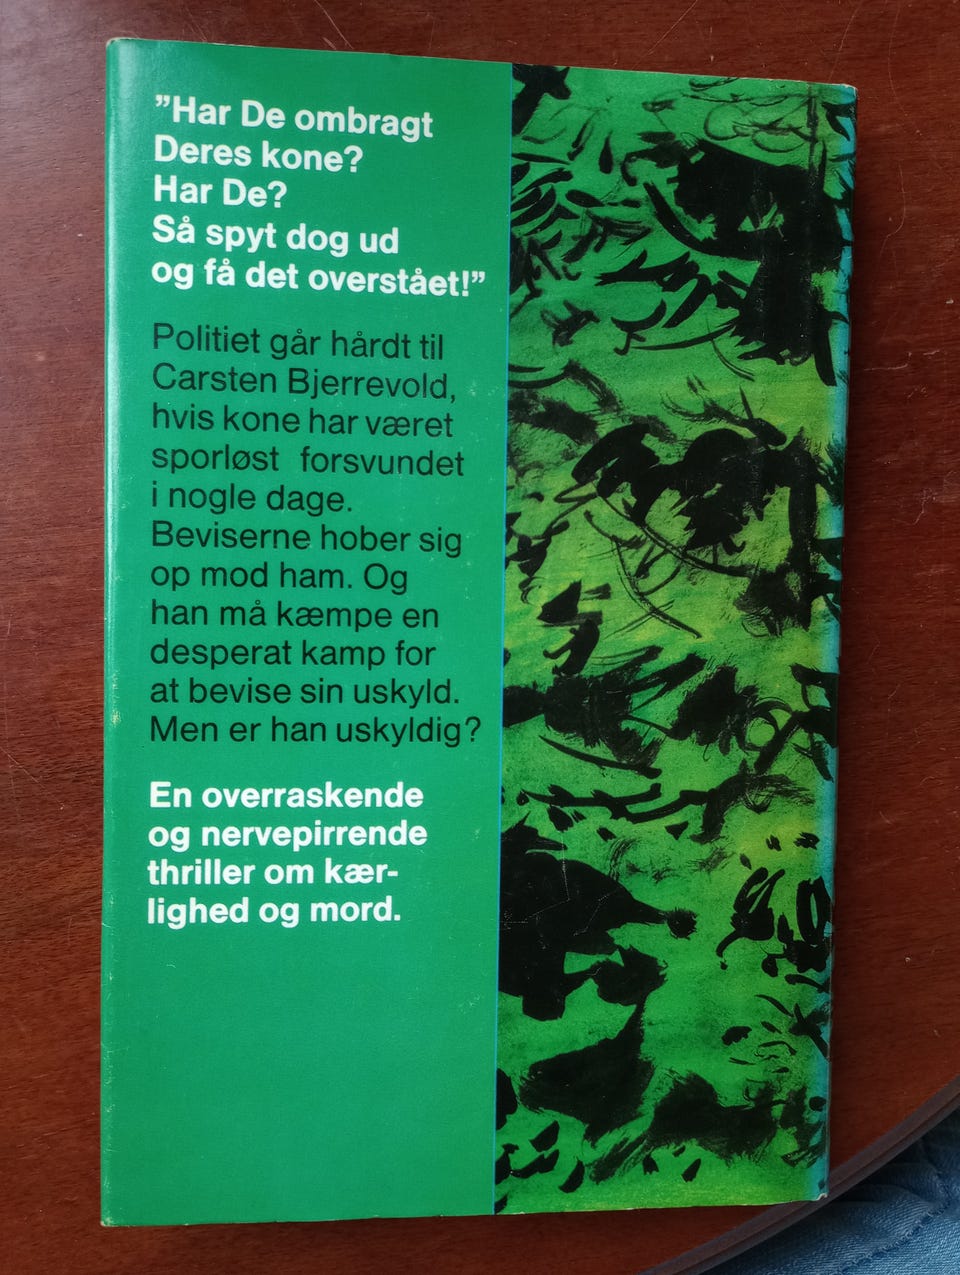 ”Har De ombragt
Deres kone?
Har De?
Så spyt dog ud
og få det overstået!”
Politiet går hårdt til
Carsten Bjerrevold,
hvis kone har været
sporløst forsvundet
i nogle dage.
Beviserne hober sig
op mod ham. Og
han må kæmpe en
desperat kamp for
at bevise sin uskyld.
Men er han uskyldig?
En overraskende
og nervepirrende
thriller om kær-
lighed og mord.